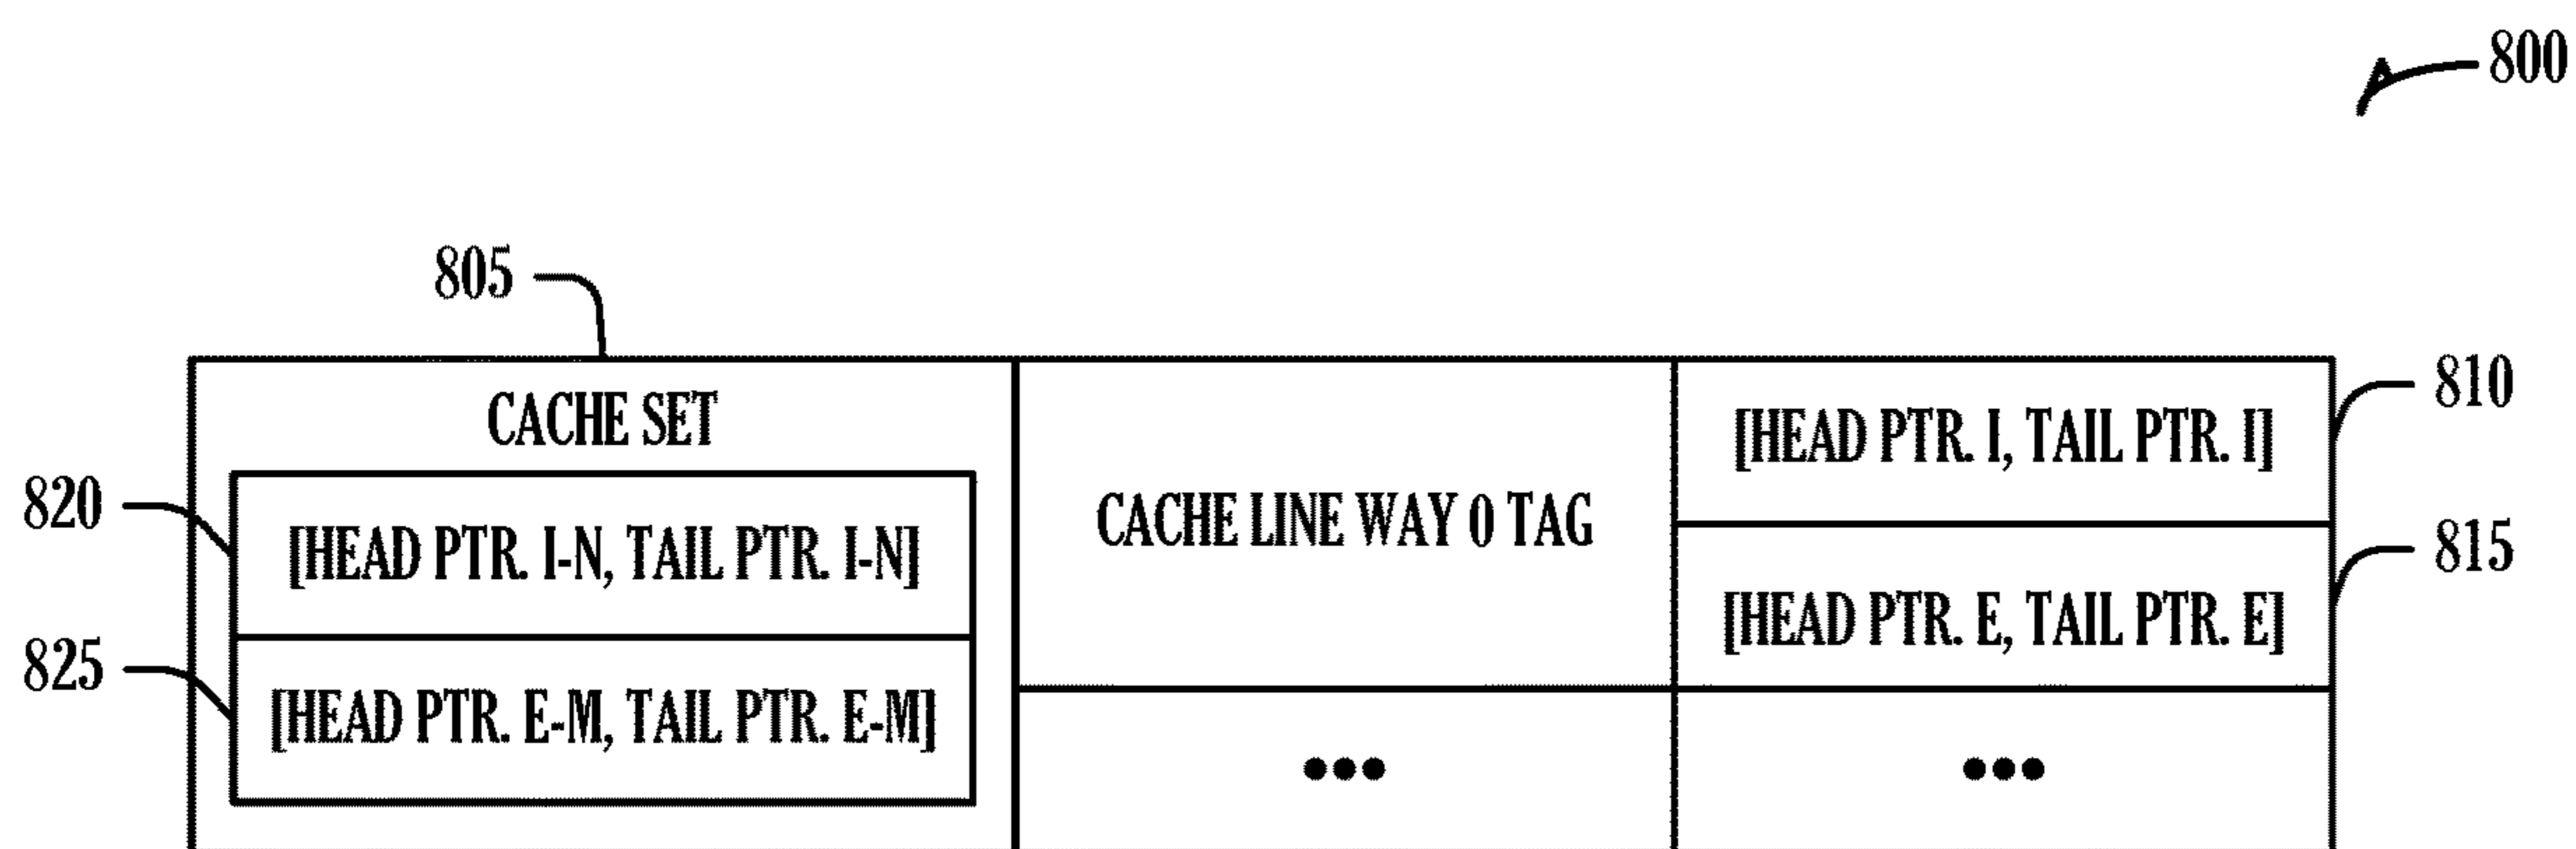 800
805
CACHE SET
810
[HEAD PTR. I, TAIL PTR. I]
820
[HEAD PTR. I-N, TAIL PTR. I-N]
CACHE LINE WAY 0 TAG
815
[HEAD PTR. E, TAIL PTR. E]
825
[HEAD PTR. E-M, TAIL PTR. E-M]
•••
•••